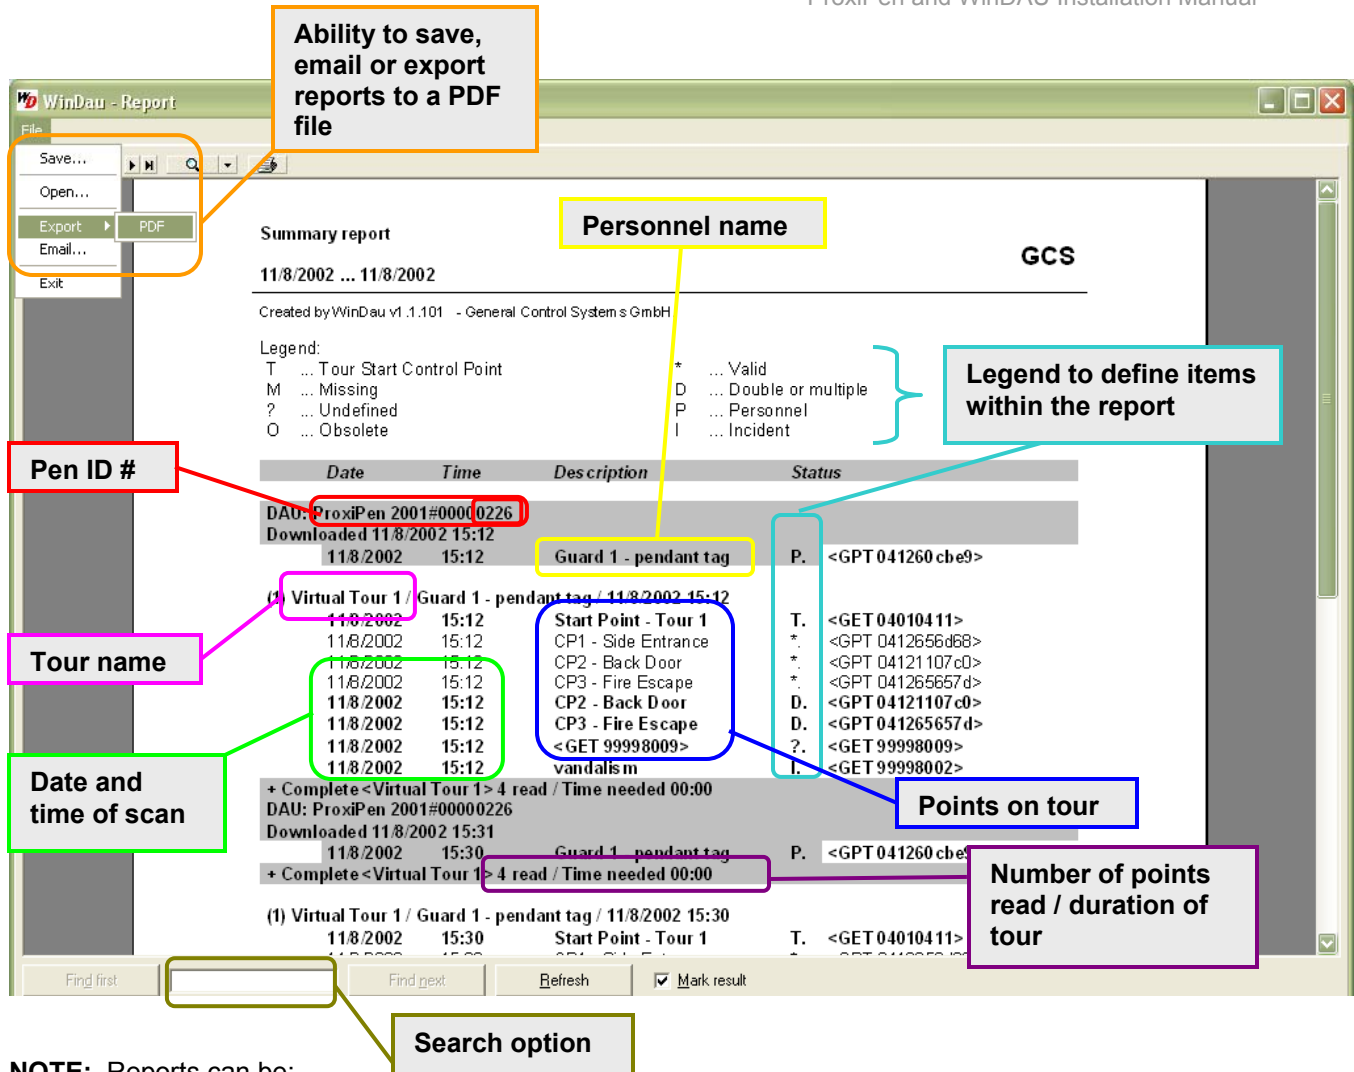 ProxiPen and WinDAU Installation Manual
Ability to save,
email or export
reports to a PDF
file
WinDau - Report
File
Save...
Open...
Export PDF
Email...
Exit
Summary report
Personnel name
GCS
11/8/2002 ... 11/8/2002
Created by WinDau v1.1.101 - General Control Systems GmbH
Legend:
T ... Tour Start Control Point * ... Valid
M ... Missing D ... Double or multiple
? ... Undefined P ... Personnel
O ... Obsolete I ... Incident
Legend to define items
within the report
Pen ID #
Date Time Description Status
DAU: ProxiPen 2001#00000226
Downloaded 11/8/2002 15:12
11/8/2002 15:12 Guard 1 - pendant tag P. <GPT 041260cbe9>
(1) Virtual Tour 1 / Guard 1 - pendant tag / 11/8/2002 15:12
11/8/2002 15:12 Start Point - Tour 1 T. <GET 04010411>
11/8/2002 15:12 CP1 - Side Entrance *. <GPT 0412656d68>
11/8/2002 15:12 CP2 - Back Door *. <GPT 04121107c0>
11/8/2002 15:12 CP3 - Fire Escape *. <GPT 041265657d>
11/8/2002 15:12 CP2 - Back Door D. <GPT 04121107c0>
11/8/2002 15:12 CP3 - Fire Escape D. <GPT 041265657d>
11/8/2002 15:12 <GET 99998009> ?. <GET 99998009>
11/8/2002 15:12 vandalism I. <GET 99998002>
Tour name
Date and
time of scan
Points on tour
+ Complete <Virtual Tour 1> 4 read / Time needed 00:00
DAU: ProxiPen 2001#00000226
Downloaded 11/8/2002 15:31
11/8/2002 15:30 Guard 1 - pendant tag P. <GPT 041260cbe9
+ Complete <Virtual Tour 1> 4 read / Time needed 00:00
Number of points
read / duration of
tour
(1) Virtual Tour 1 / Guard 1 - pendant tag / 11/8/2002 15:30
11/8/2002 15:30 Start Point - Tour 1 T. <GET 04010411>
Find first Find next Refresh Mark result
Search option
NOTE: Reports can be: